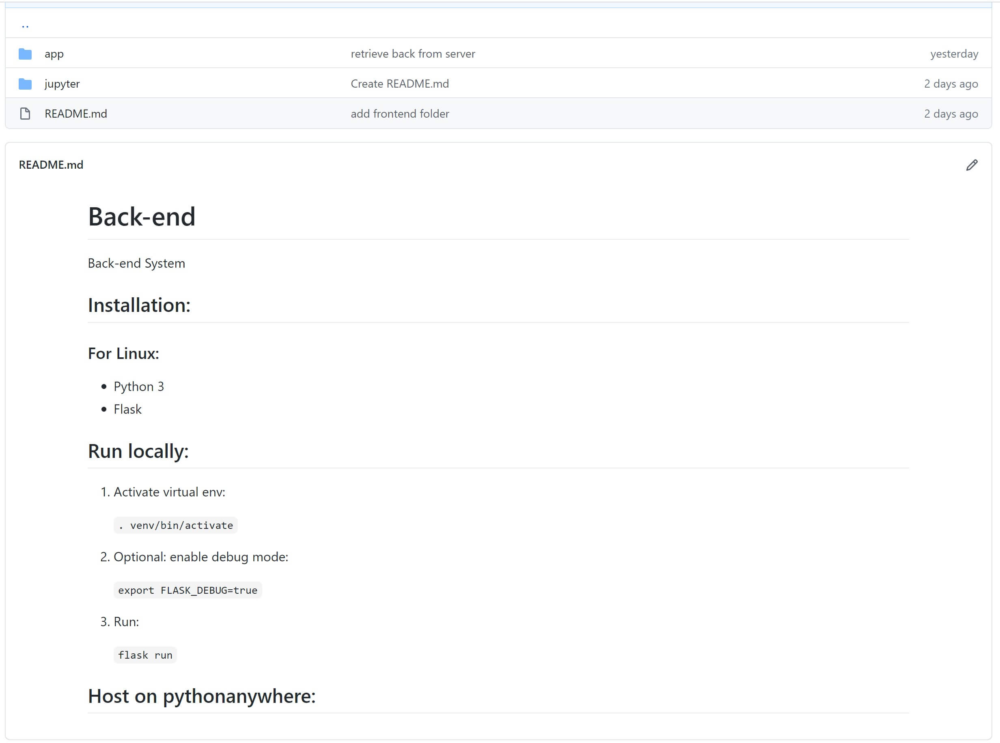 ..
app retrieve back from server yesterday
jupyter Create README.md 2 days ago
README.md add frontend folder 2 days ago
README.md
Back-end
Back-end System
Installation:
For Linux:
• Python 3
• Flask
Run locally:
1. Activate virtual env:
. venv/bin/activate
2. Optional: enable debug mode:
export FLASK_DEBUG=true
3. Run:
flask run
Host on pythonanywhere: